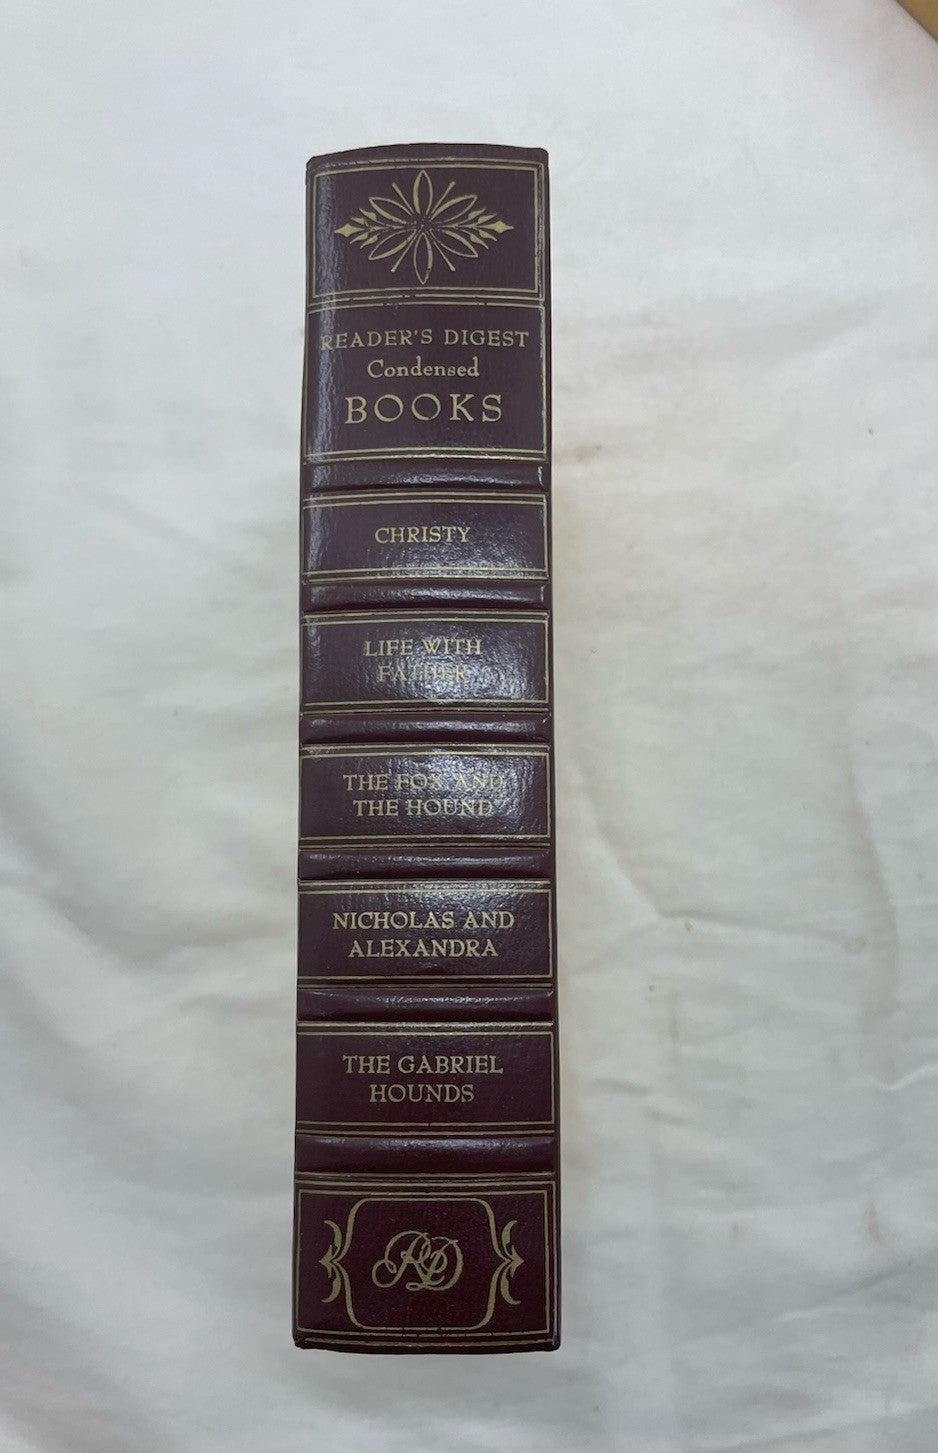 READER'S DIGEST
Condensed
BOOKS
CHRISTY
LIFE WITH
FATHER
THE FOX AND
THE HOUND
NICHOLAS AND
ALEXANDRA
THE GABRIEL
HOUNDS
RD